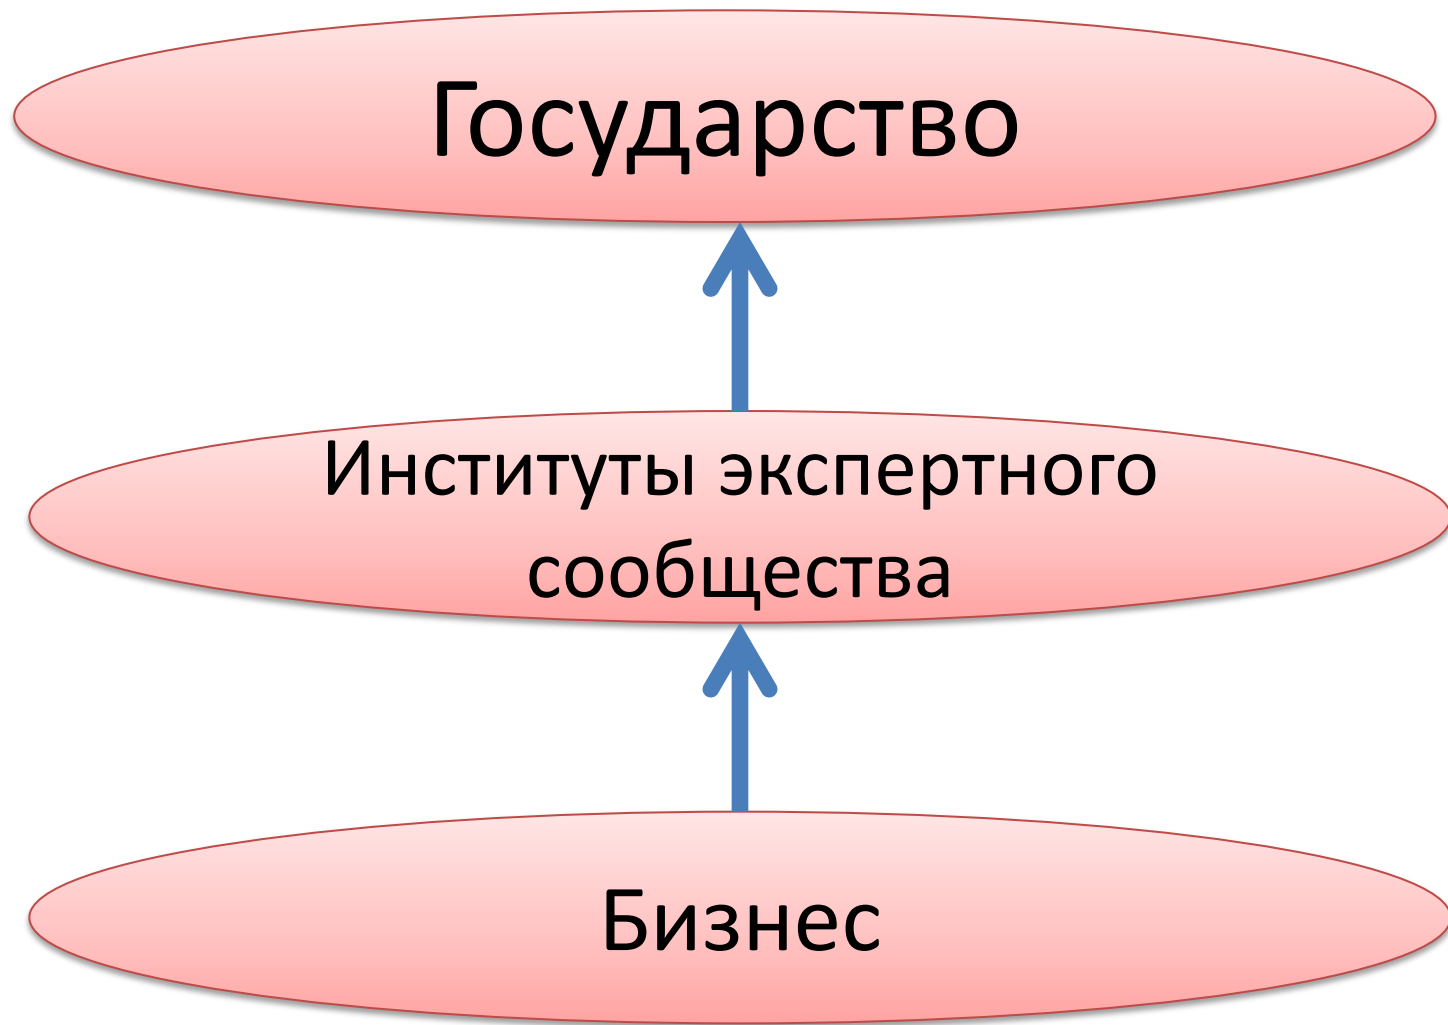 Государство
Институты экспертного
сообщества
Бизнес